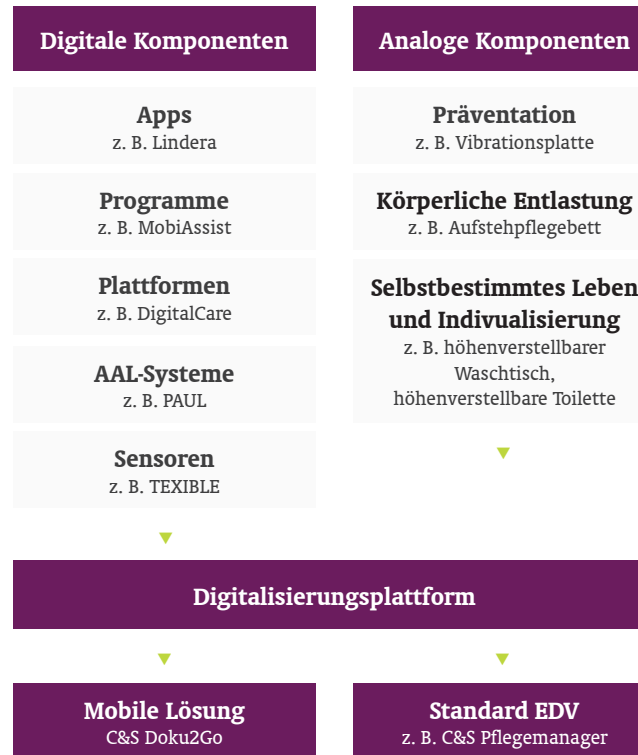 Digitale Komponenten
Apps
z. B. Lindera
Programme
z. B. MobiAssist
Plattformen
z. B. DigitalCare
AAL-Systeme
z. B. PAUL
Sensoren
z. B. TEXIBLE
Analoge Komponenten
Präventation
z. B. Vibrationsplatte
Körperliche Entlastung
z. B. Aufstehpflegebett
Selbstbestimmtes Leben
und Indivualisierung
z. B. höhenverstellbarer
Waschtisch,
höhenverstellbare Toilette
Digitalisierungsplattform
Mobile Lösung
C&S Doku2Go
Standard EDV
z. B. C&S Pflegemanager